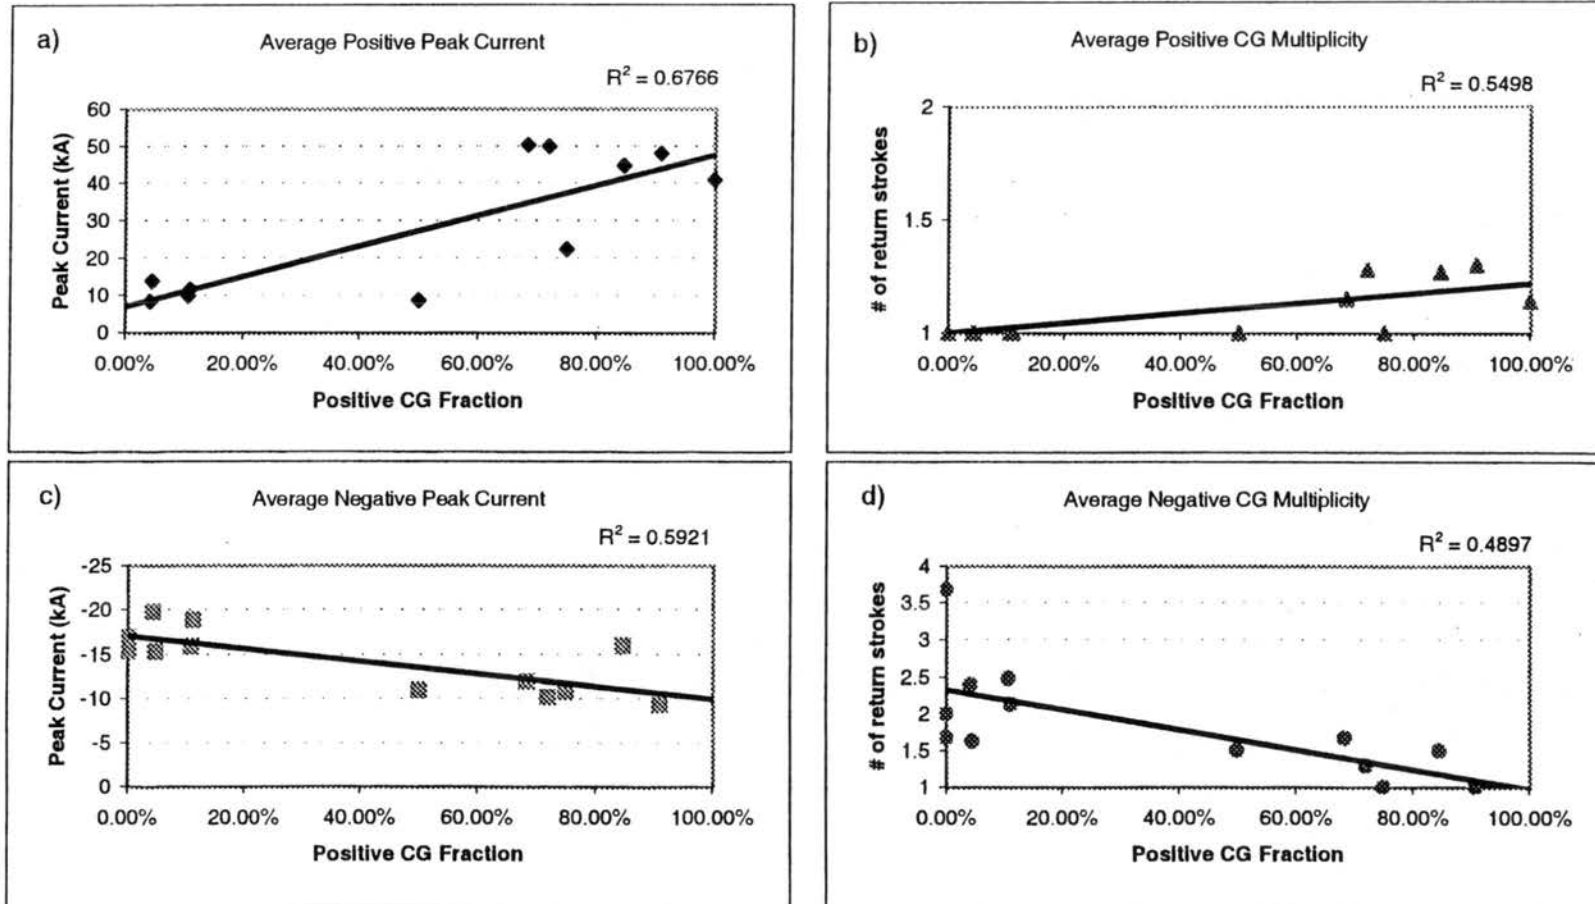 a)
Average Positive Peak Current
R² = 0.6766
Peak Current (kA)
60
50
40
30
20
10
0
0.00% 20.00% 40.00% 60.00% 80.00% 100.00%
Positive CG Fraction
b)
Average Positive CG Multiplicity
R² = 0.5498
# of return strokes
2
1.5
1
0.00% 20.00% 40.00% 60.00% 80.00% 100.00%
Positive CG Fraction
c)
Average Negative Peak Current
R² = 0.5921
Peak Current (kA)
-25
-20
-15
-10
-5
0
0.00% 20.00% 40.00% 60.00% 80.00% 100.00%
Positive CG Fraction
d)
Average Negative CG Multiplicity
R² = 0.4897
# of return strokes
4
3.5
3
2.5
2
1.5
1
0.00% 20.00% 40.00% 60.00% 80.00% 100.00%
Positive CG Fraction